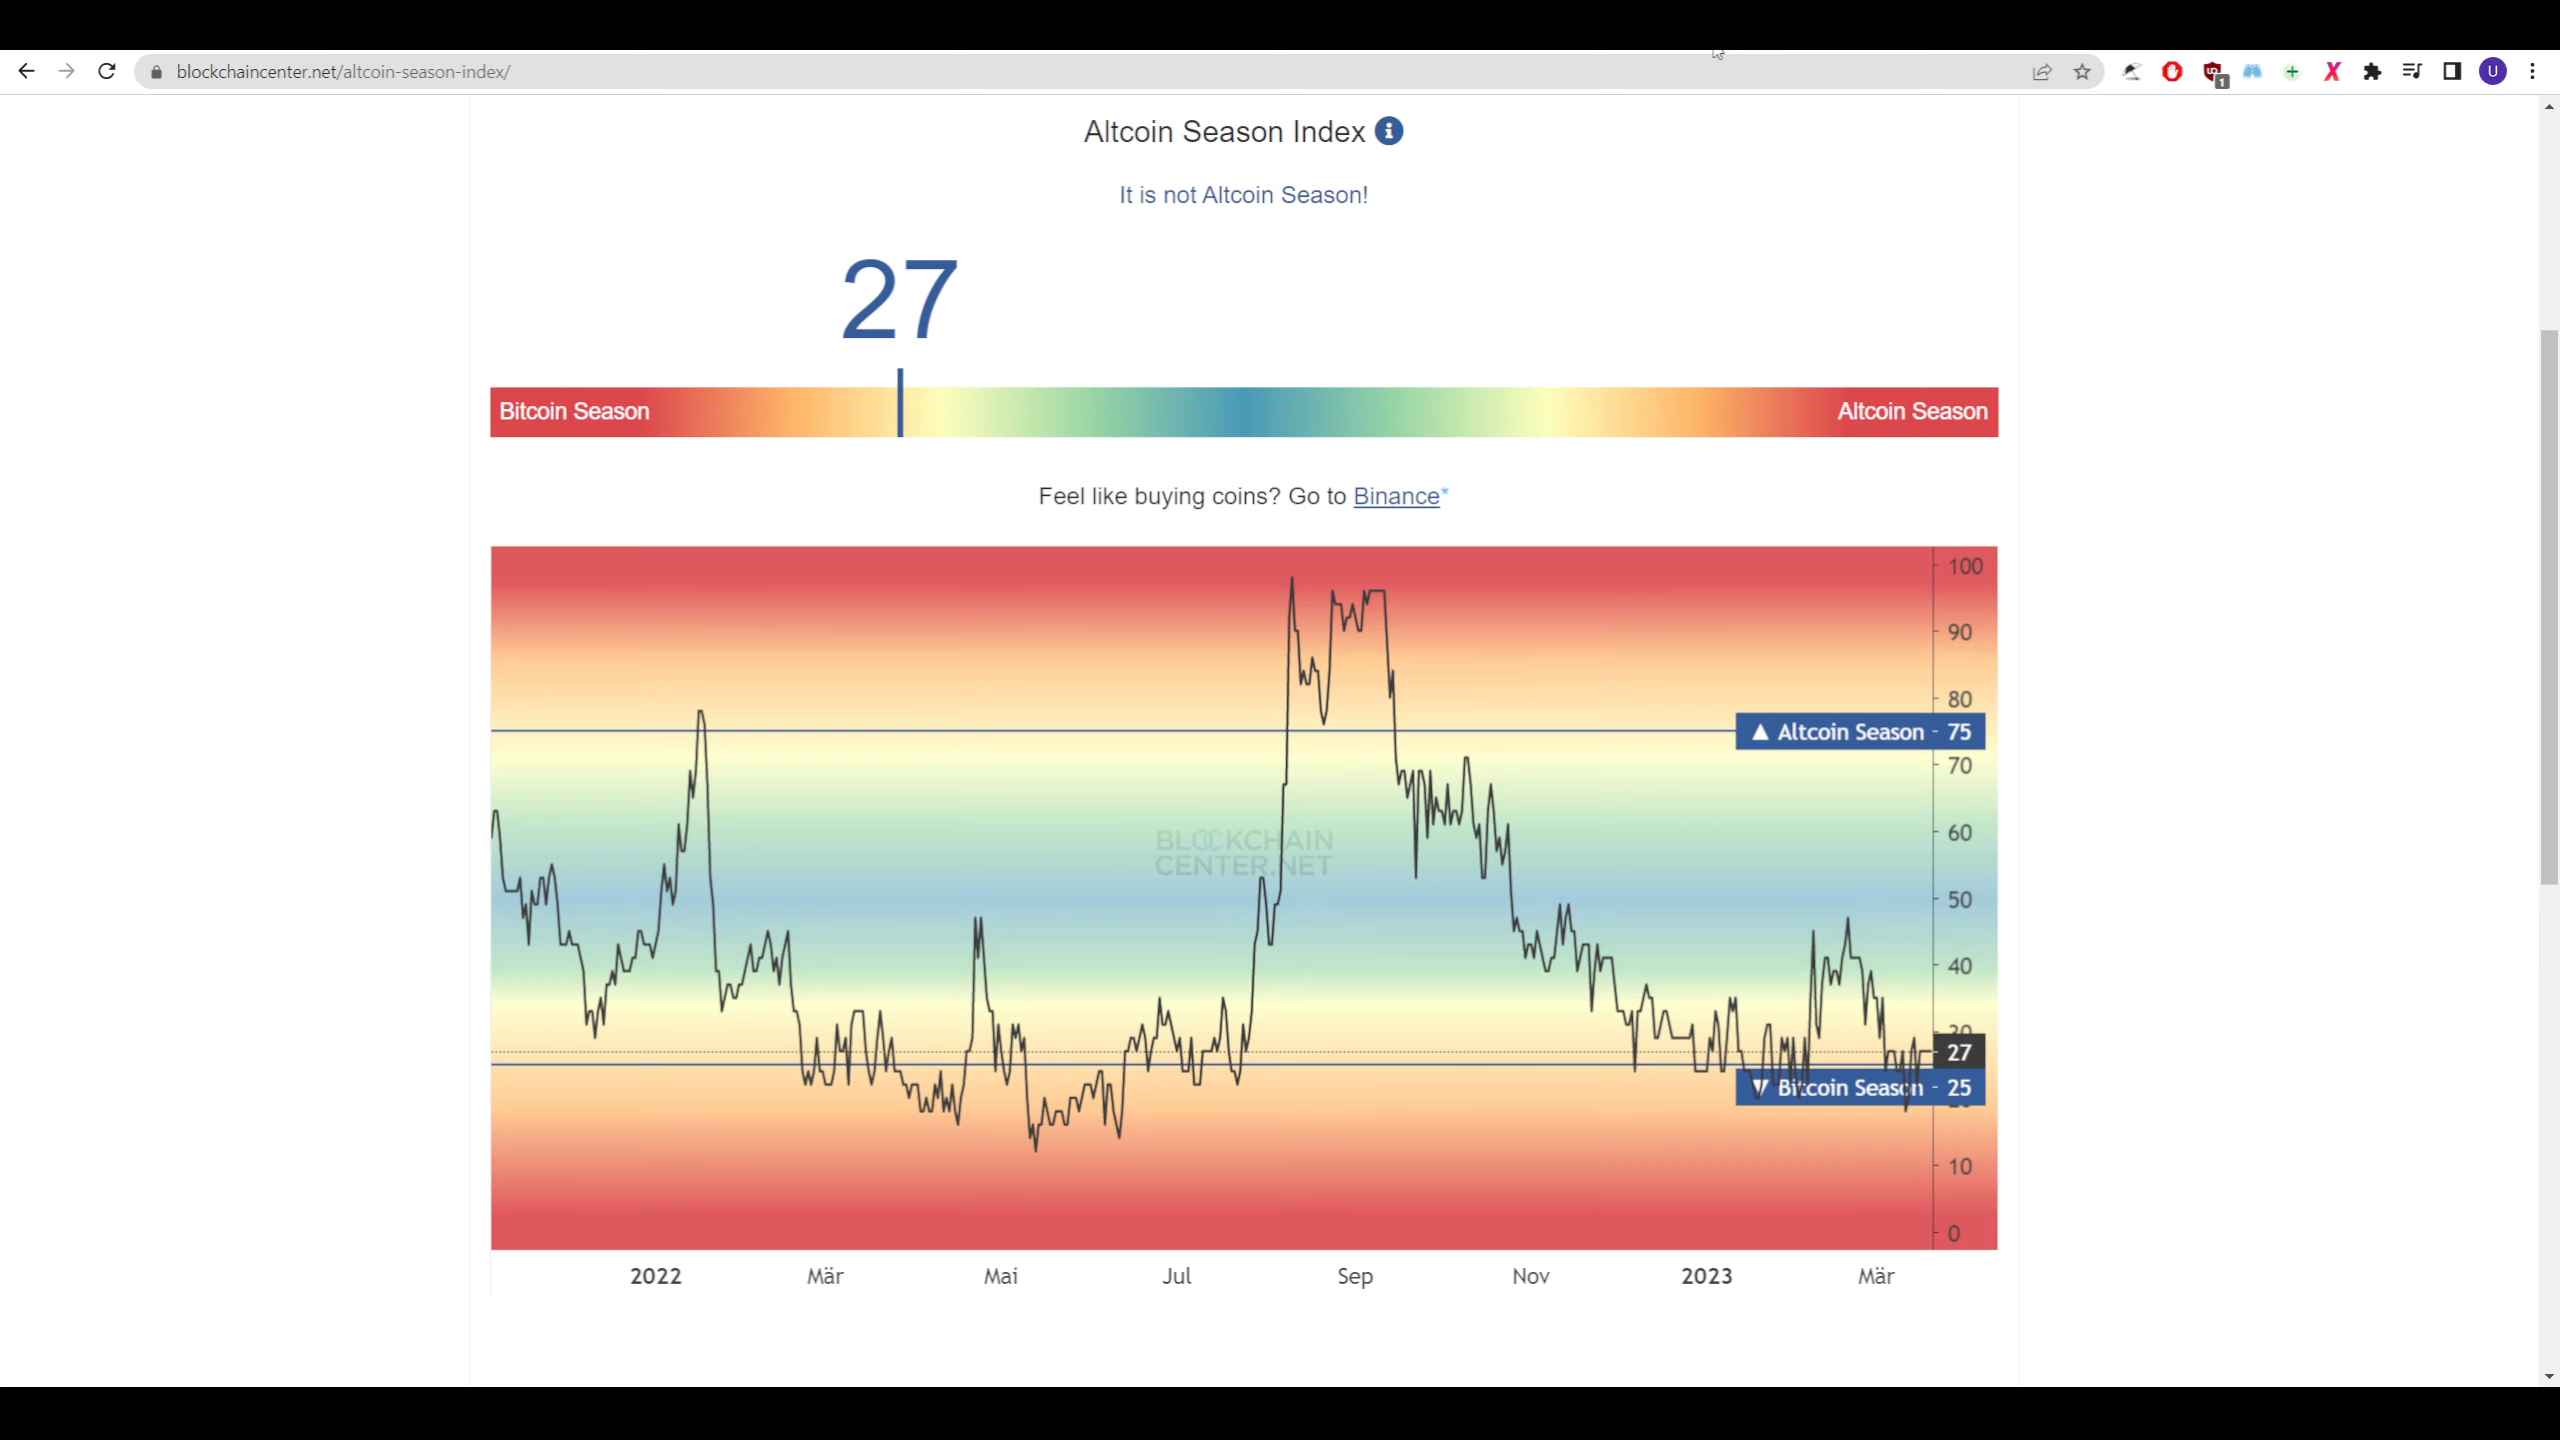 blockchaincenter.net/altcoin-season-index/
1
U
Altcoin Season Index
It is not Altcoin Season!
27
Bitcoin Season
Altcoin Season
Feel like buying coins? Go to Binance*
100
90
80
▲ Altcoin Season - 75
70
60
BLOCKCHAIN
CENTER.NET
50
40
30
27
▼ Bitcoin Season - 25
10
0
2022 Mär Mai Jul Sep Nov 2023 Mär